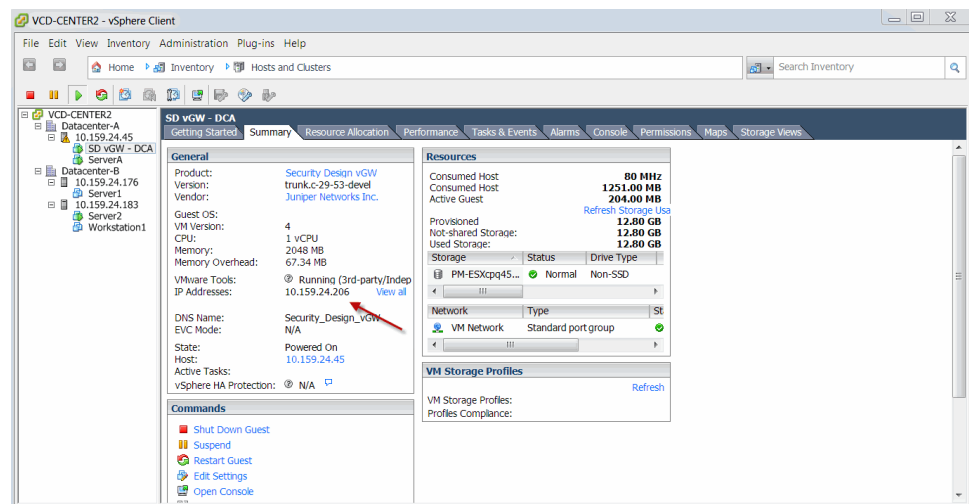 VCD-CENTER2 - vSphere Client
File Edit View Inventory Administration Plug-ins Help
Home Inventory Hosts and Clusters
Search Inventory
VCD-CENTER2
Datacenter-A
10.159.24.45
SD vGW - DCA
ServerA
Datacenter-B
10.159.24.176
Server1
10.159.24.183
Server2
Workstation1
SD vGW - DCA
Getting Started Summary Resource Allocation Performance Tasks & Events Alarms Console Permissions Maps Storage Views
General
Product: Security Design vGW
Version: trunk.c-29-53-devel
Vendor: Juniper Networks Inc.
Guest OS:
VM Version: 4
CPU: 1 vCPU
Memory: 2048 MB
Memory Overhead: 67.34 MB
VMware Tools: Running (3rd-party/Indep
IP Addresses: 10.159.24.206 View all
DNS Name: Security_Design_vGW
EVC Mode: N/A
State: Powered On
Host: 10.159.24.45
Active Tasks:
vSphere HA Protection: N/A
Commands
Shut Down Guest
Suspend
Restart Guest
Edit Settings
Open Console
Resources
Consumed Host 80 MHz
Consumed Host 1251.00 MB
Active Guest 204.00 MB
Refresh Storage Usa
Provisioned 12.80 GB
Not-shared Storage: 12.80 GB
Used Storage: 12.80 GB
Storage Status Drive Type
PM-ESXcpq45... Normal Non-SSD
Network Type St
VM Network Standard port group
VM Storage Profiles
Refresh
VM Storage Profiles:
Profiles Compliance: